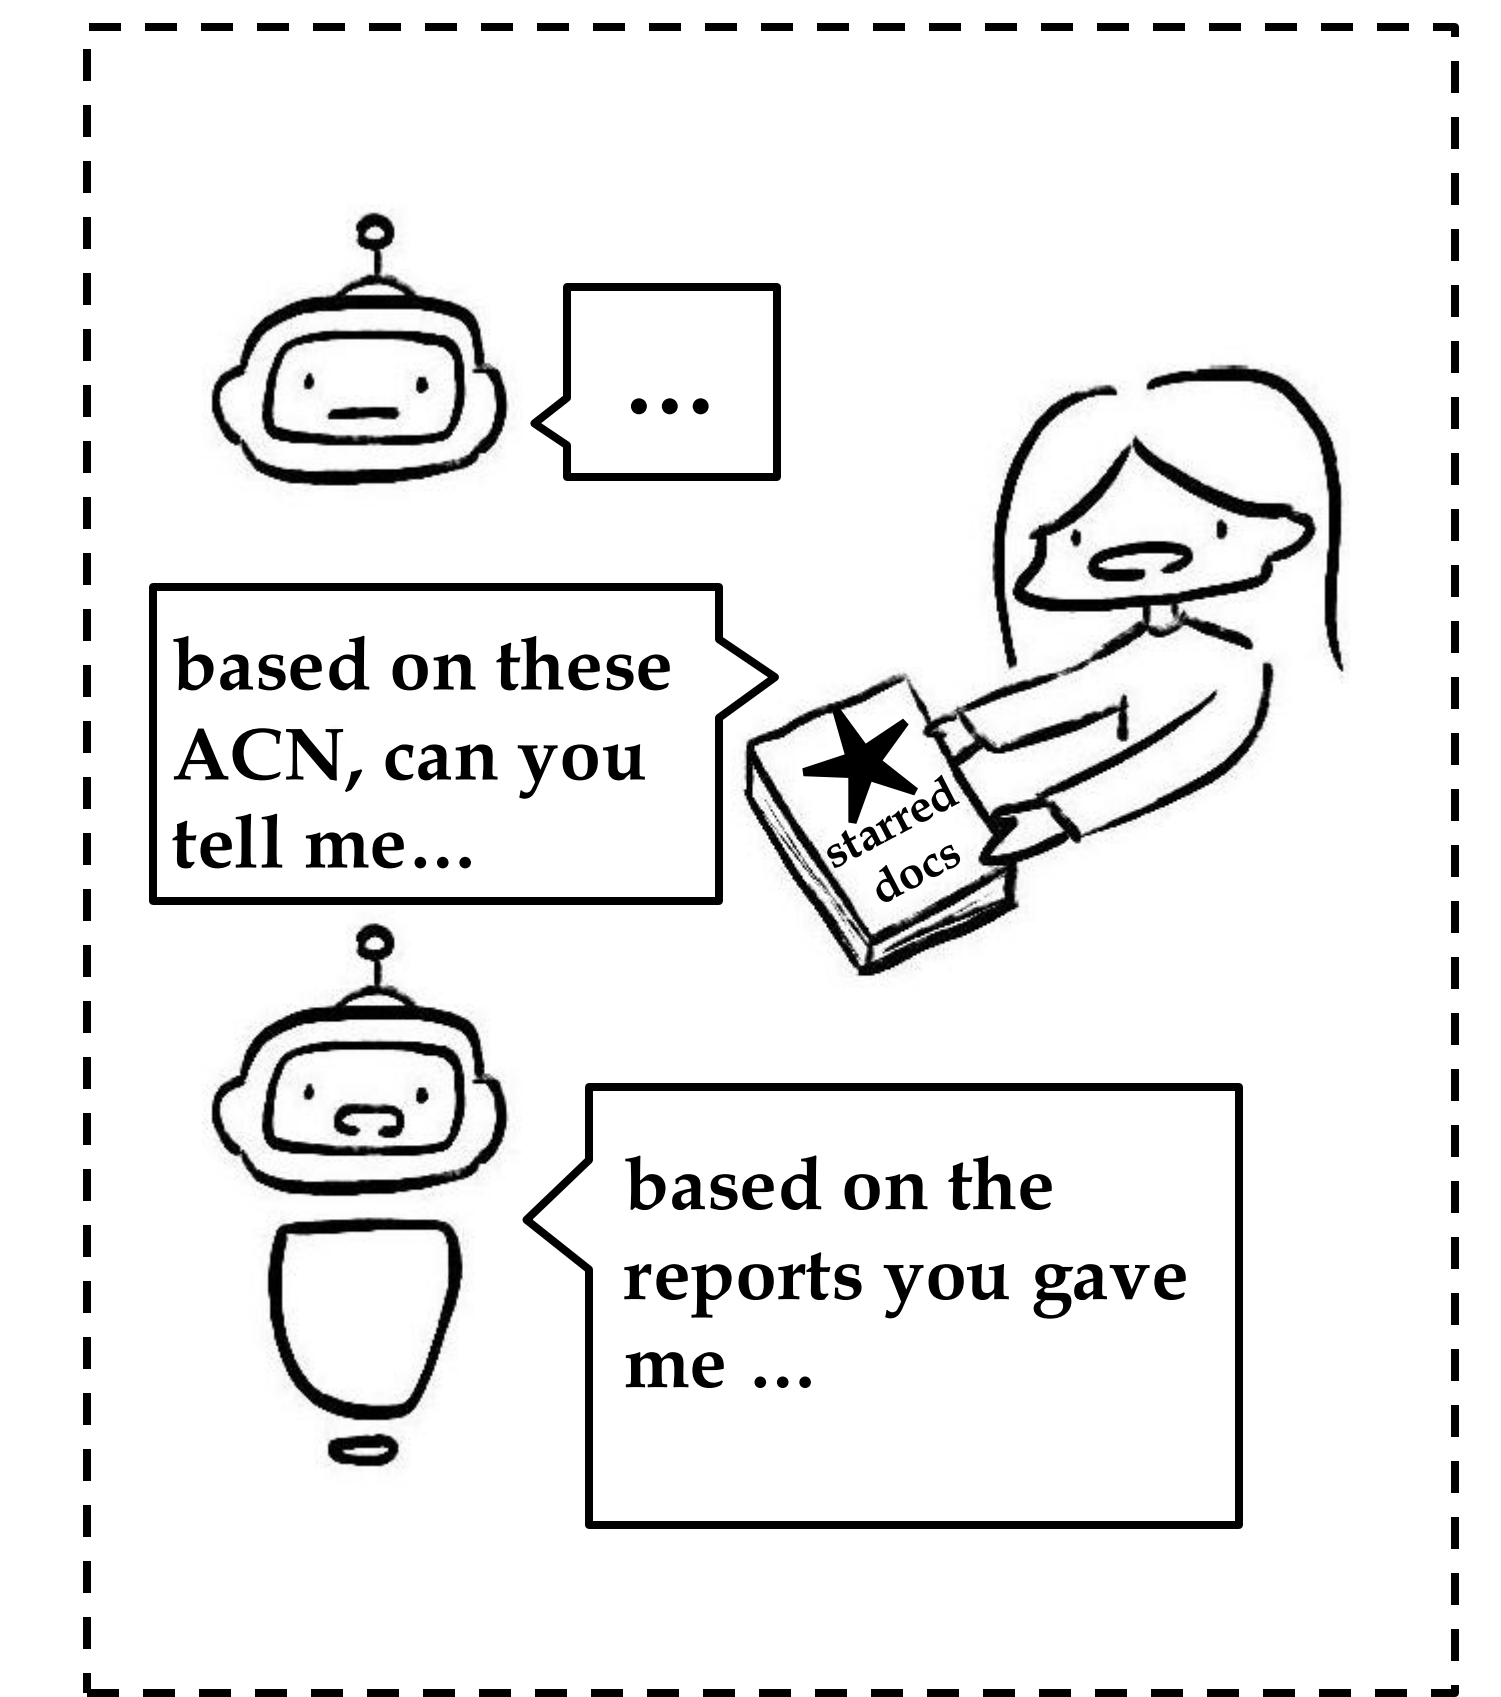 ...
based on these
ACN, can you
tell me...
starred
docs
based on the
reports you gave
me ...